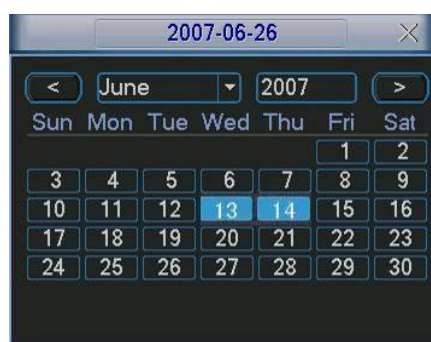 2007-06-26
< June 2007 >
Sun Mon Tue Wed Thu Fri Sat
1 2
3 4 5 6 7 8 9
10 11 12 13 14 15 16
17 18 19 20 21 22 23
24 25 26 27 28 29 30